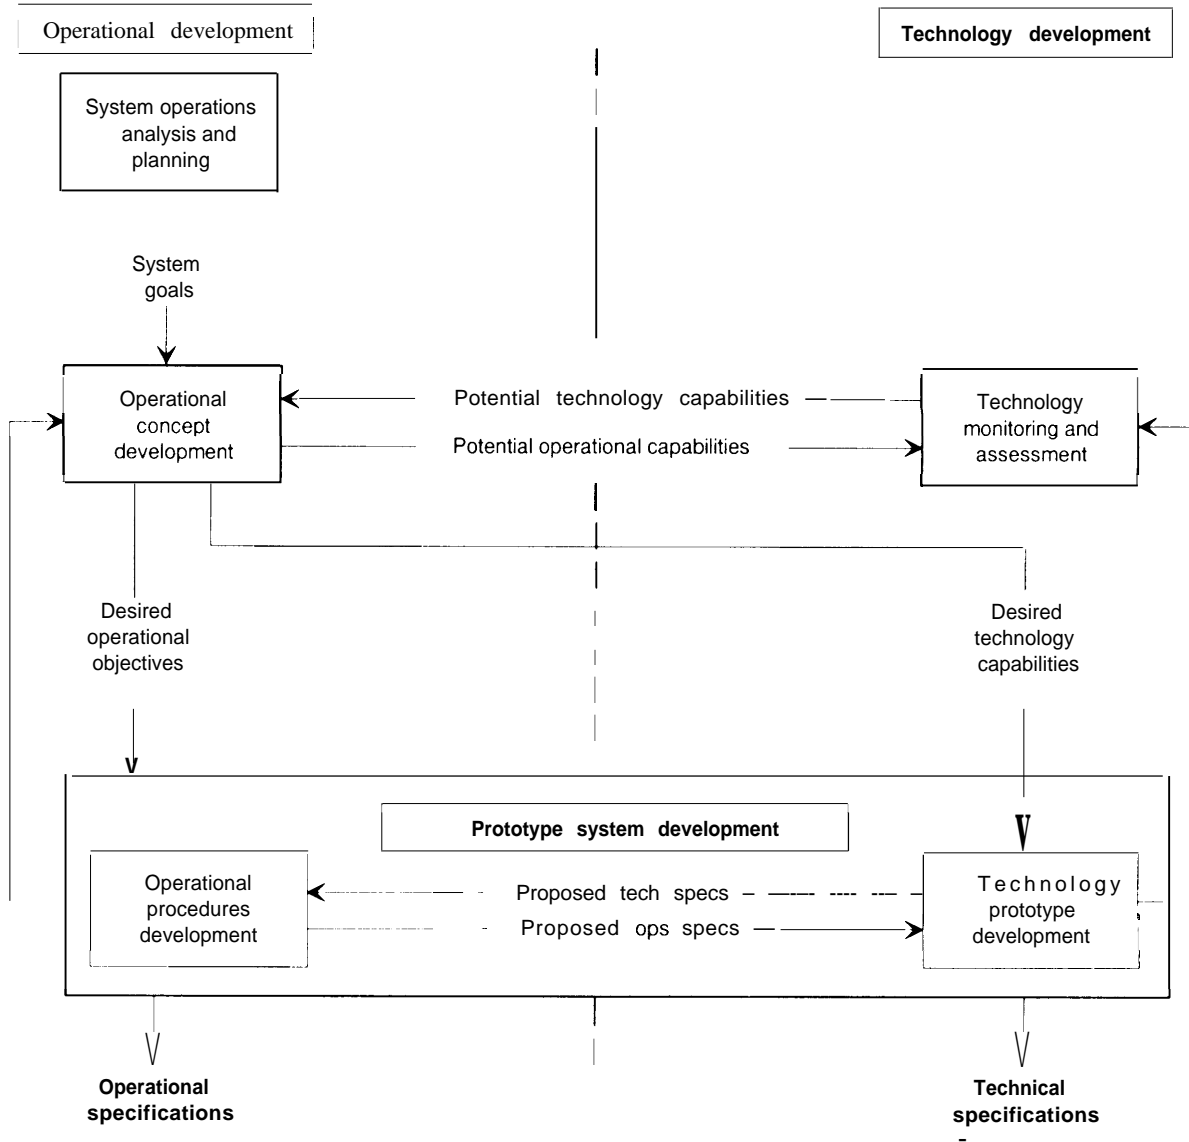 Operational development
Technology development
System operations
analysis and
planning
System
goals
Operational
concept
development
Potential technology capabilities
Potential operational capabilities
Technology
monitoring and
assessment
Desired
operational
objectives
Desired
technology
capabilities
Prototype system development
Operational
procedures
development
Proposed tech specs
Proposed ops specs
Technology
prototype
development
Operational
specifications
Technical
specifications